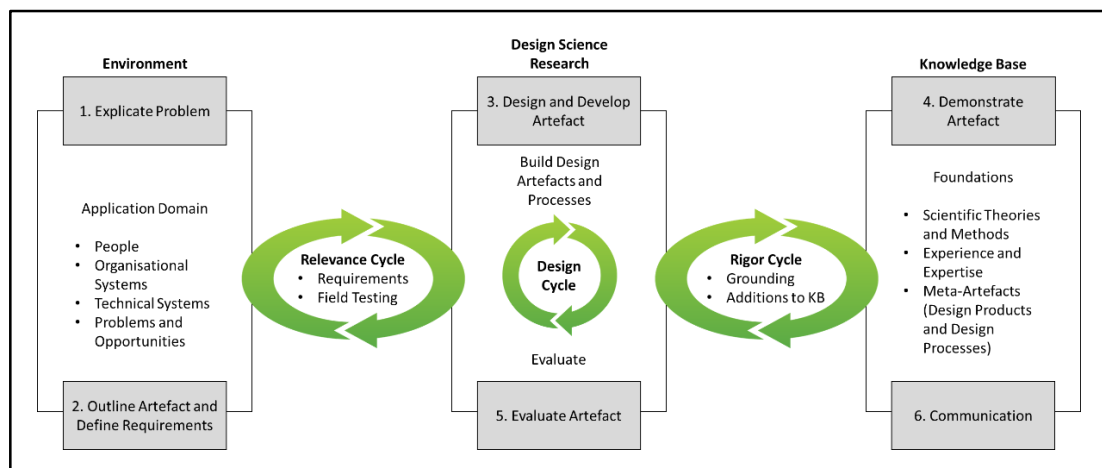 Environment
1. Explicate Problem
Application Domain
• People
• Organisational
Systems
• Technical Systems
• Problems and
Opportunities
2. Outline Artefact and
Define Requirements
Relevance Cycle
• Requirements
• Field Testing
Design Science
Research
3. Design and Develop
Artefact
Build Design
Artefacts and
Processes
Design
Cycle
Evaluate
5. Evaluate Artefact
Rigor Cycle
• Grounding
• Additions to KB
Knowledge Base
4. Demonstrate
Artefact
Foundations
• Scientific Theories
and Methods
• Experience and
Expertise
• Meta-Artefacts
(Design Products
and Design
Processes)
6. Communication